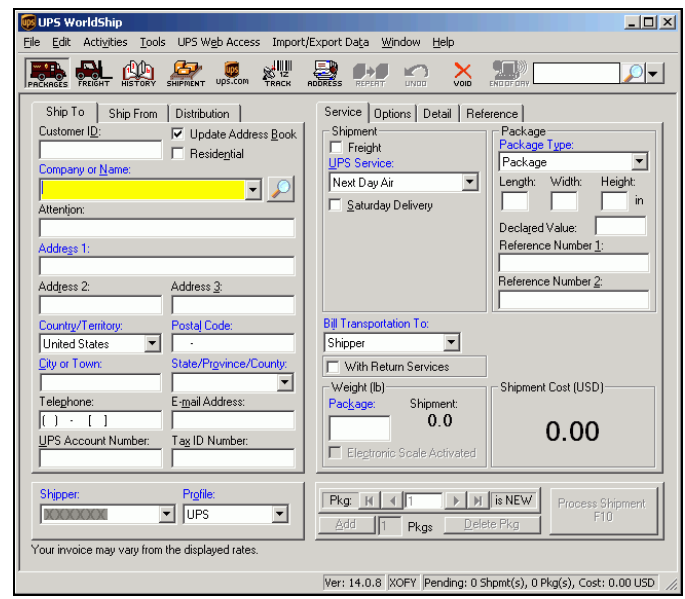 UPS WorldShip
File Edit Activities Tools UPS Web Access Import/Export Data Window Help
PACKAGES FREIGHT HISTORY SHIPMENT ups.com TRACK ADDRESS REPEAT UNDO VOID END OF DAY
Ship To Ship From Distribution
Customer ID:
Update Address Book
Residential
Company or Name:
Attention:
Address 1:
Address 2: Address 3:
Country/Territory: Postal Code:
United States -
City or Town: State/Province/County:
Telephone: E-mail Address:
( ) - [ ]
UPS Account Number: Tax ID Number:
Shipper: Profile:
XXXXXX UPS
Your invoice may vary from the displayed rates.
Service Options Detail Reference
Shipment
Freight
UPS Service:
Next Day Air
Saturday Delivery
Package
Package Type:
Package
Length: Width: Height:
in
Declared Value:
Reference Number 1:
Reference Number 2:
Bill Transportation To:
Shipper
With Return Services
Weight (lb)
Package: Shipment:
0.0
Electronic Scale Activated
Shipment Cost (USD)
0.00
Pkg: 1 is NEW
Add 1 Pkgs Delete Pkg
Process Shipment
F10
Ver: 14.0.8 XOFY Pending: 0 Shpmt(s), 0 Pkg(s), Cost: 0.00 USD